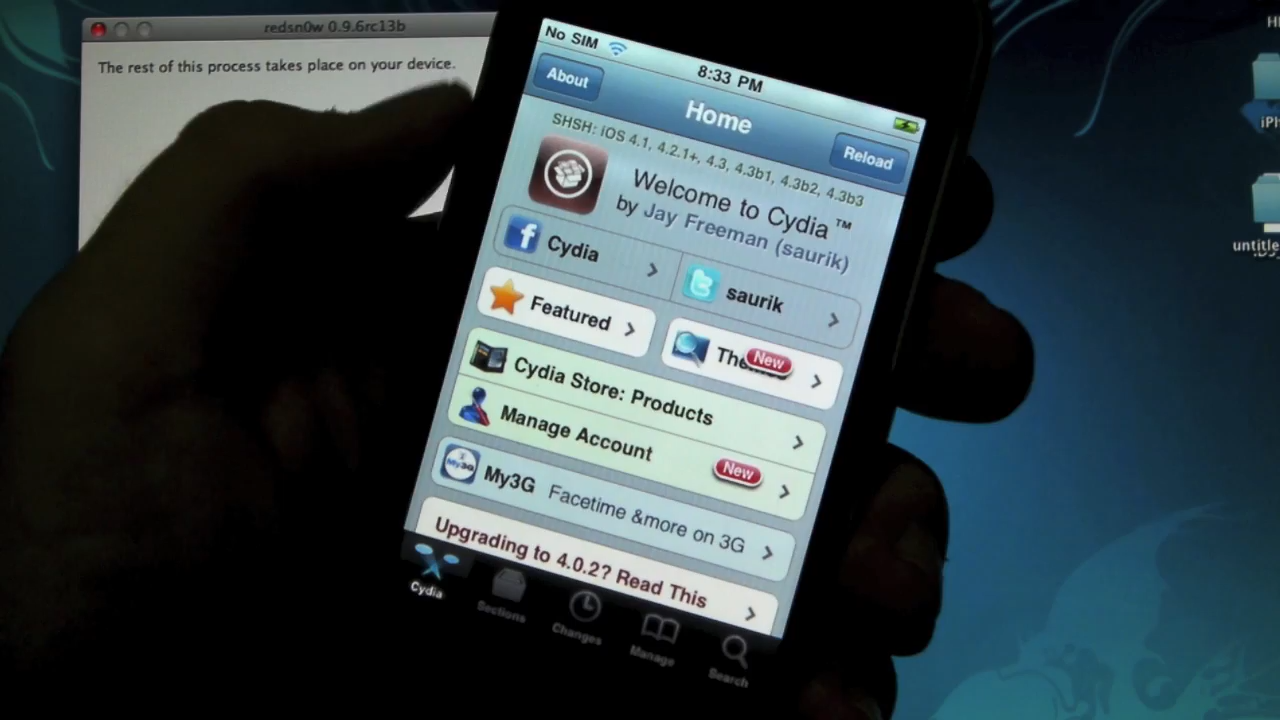 redsn0w 0.9.6rc13b
The rest of this process takes place on your device.
No SIM
8:33 PM
About
Home
Reload
SHSH: iOS 4.1, 4.2.1+, 4.3, 4.3b1, 4.3b2, 4.3b3
Welcome to Cydia™
by Jay Freeman (saurik)
f Cydia
saurik
Featured
New
Cydia Store: Products
Manage Account
New
My3G
My3G Facetime &more on 3G
Upgrading to 4.0.2? Read This
Cydia
Sections
Changes
Manage
Search